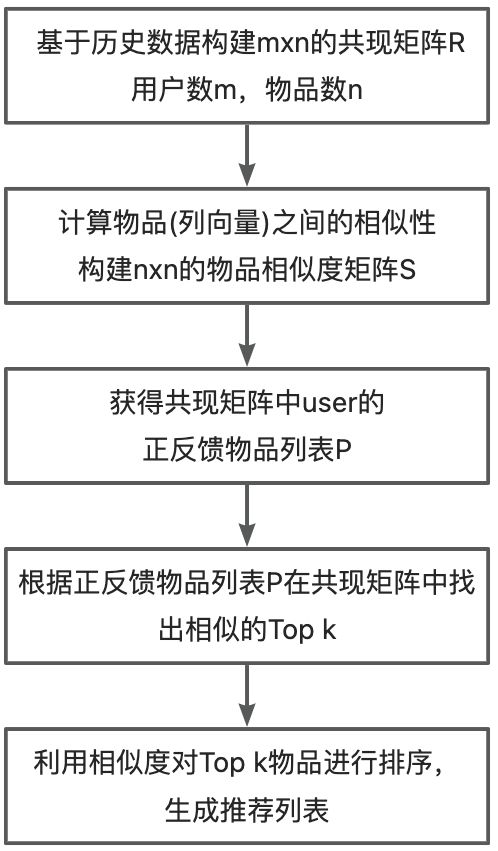 基于历史数据构建mxn的共现矩阵R
用户数m，物品数n
计算物品(列向量)之间的相似性
构建nxn的物品相似度矩阵S
获得共现矩阵中user的
正反馈物品列表P
根据正反馈物品列表P在共现矩阵中找
出相似的Top k
利用相似度对Top k物品进行排序，
生成推荐列表